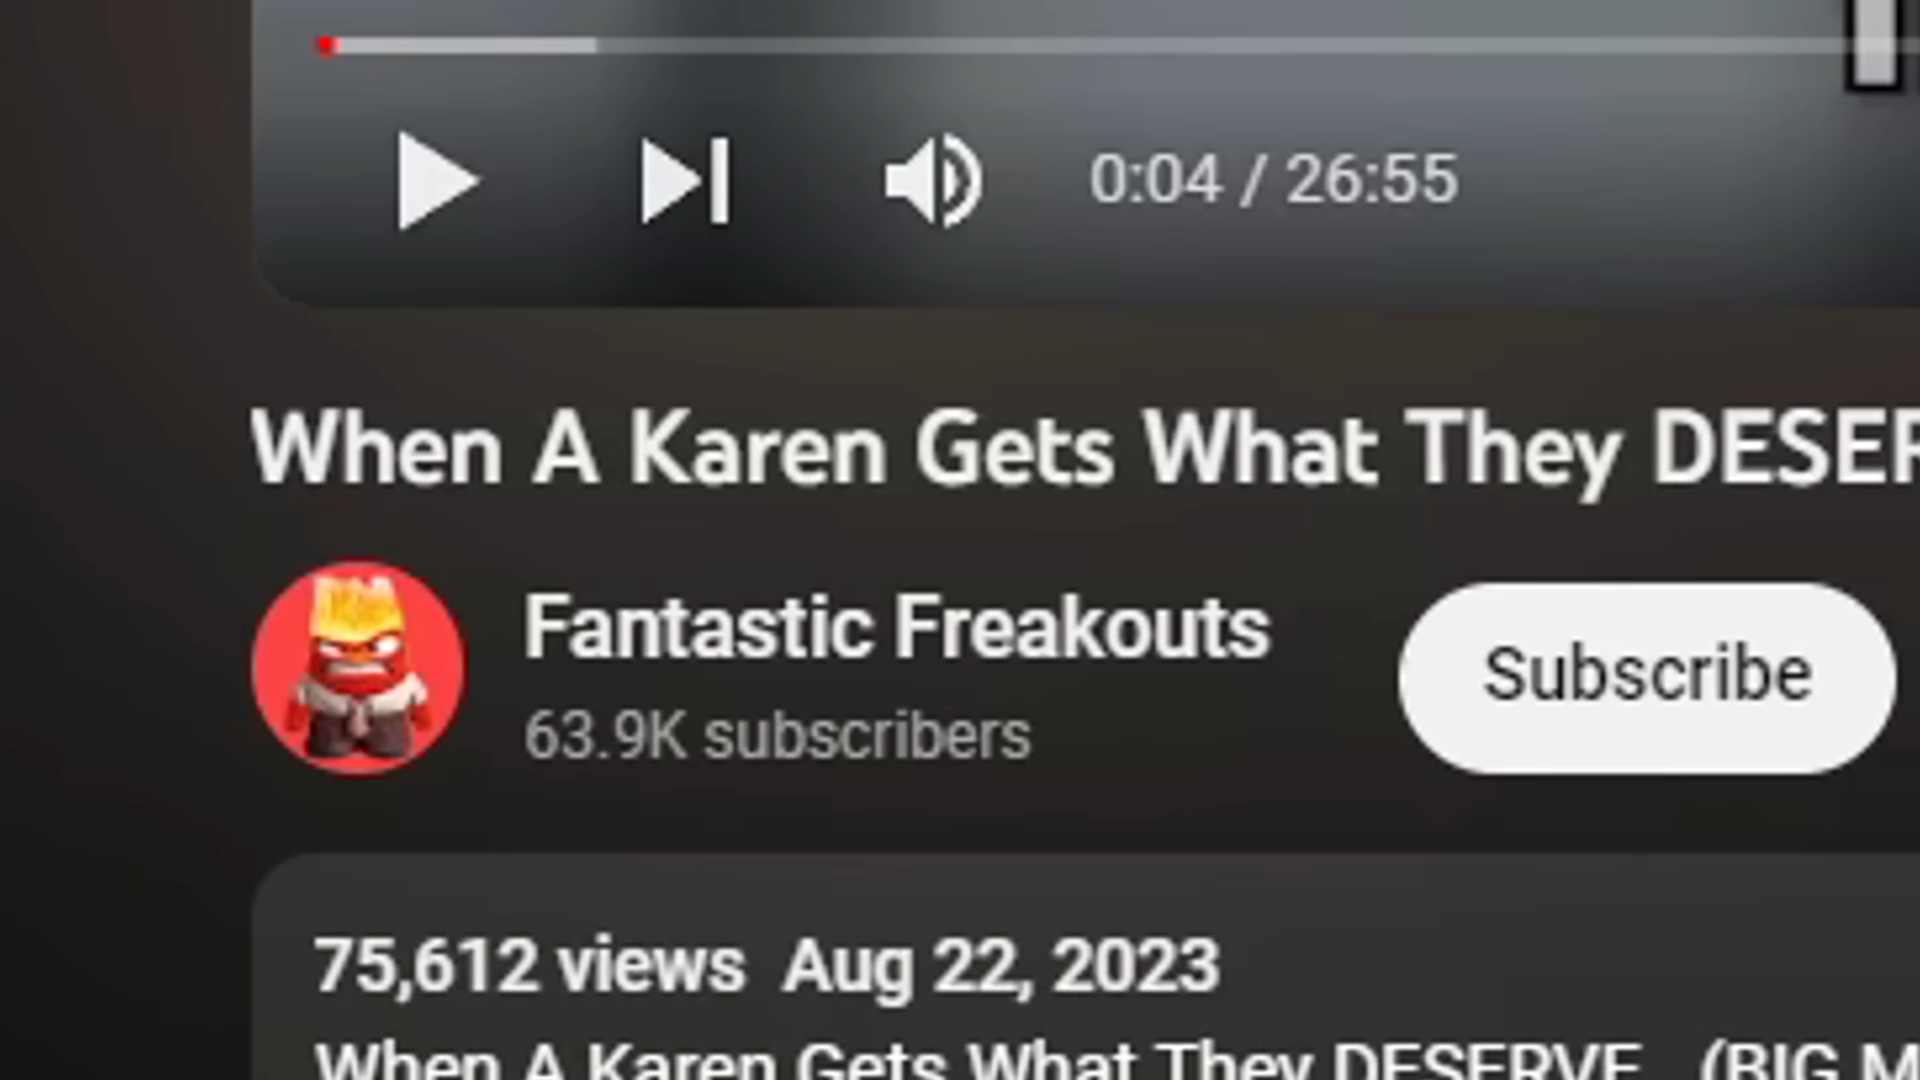 0:04 / 26:55
When A Karen Gets What They DESER
Fantastic Freakouts
Subscribe
63.9K subscribers
75,612 views Aug 22, 2023
When A Karen Gets What They DESERVE (BIG M